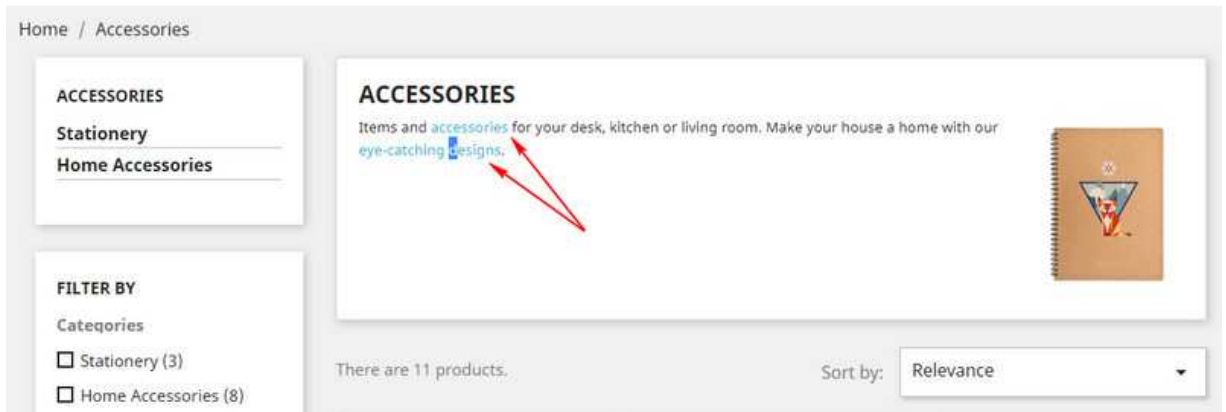 Home / Accessories
ACCESSORIES
Stationery
Home Accessories
FILTER BY
Categories
Stationery (3)
Home Accessories (8)
ACCESSORIES
Items and accessories for your desk, kitchen or living room. Make your house a home with our
eye-catching designs.
There are 11 products.
Sort by:
Relevance